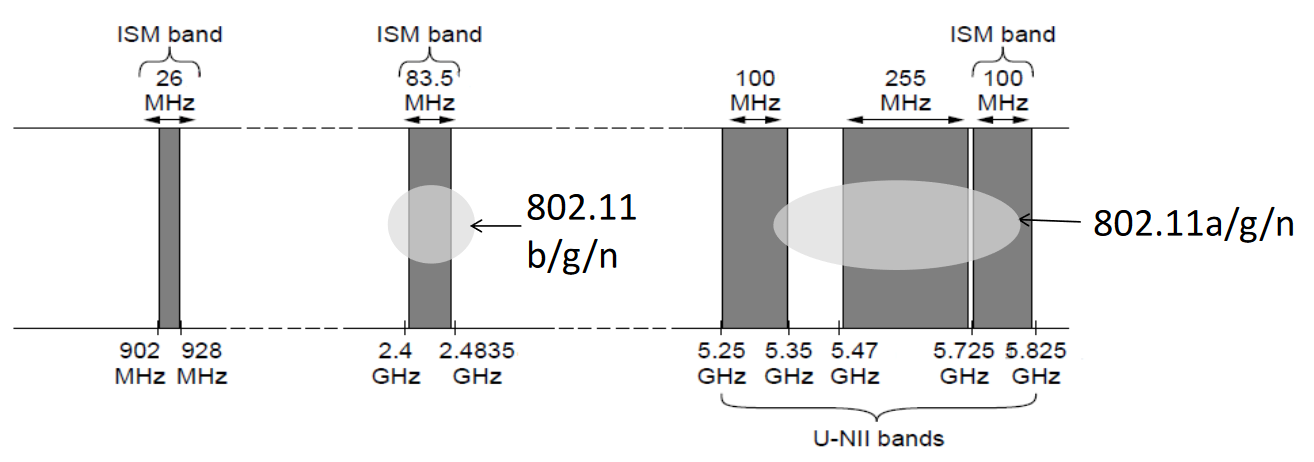 ISM band
ISM band
ISM band
26
MHz
83.5
MHz
100
MHz
255
MHz
100
MHz
802.11
b/g/n
802.11a/g/n
902
MHz
928
MHz
2.4
GHz
2.4835
GHz
5.25
GHz
5.35
GHz
5.47
GHz
5.725
GHz
5.825
GHz
U-NII bands